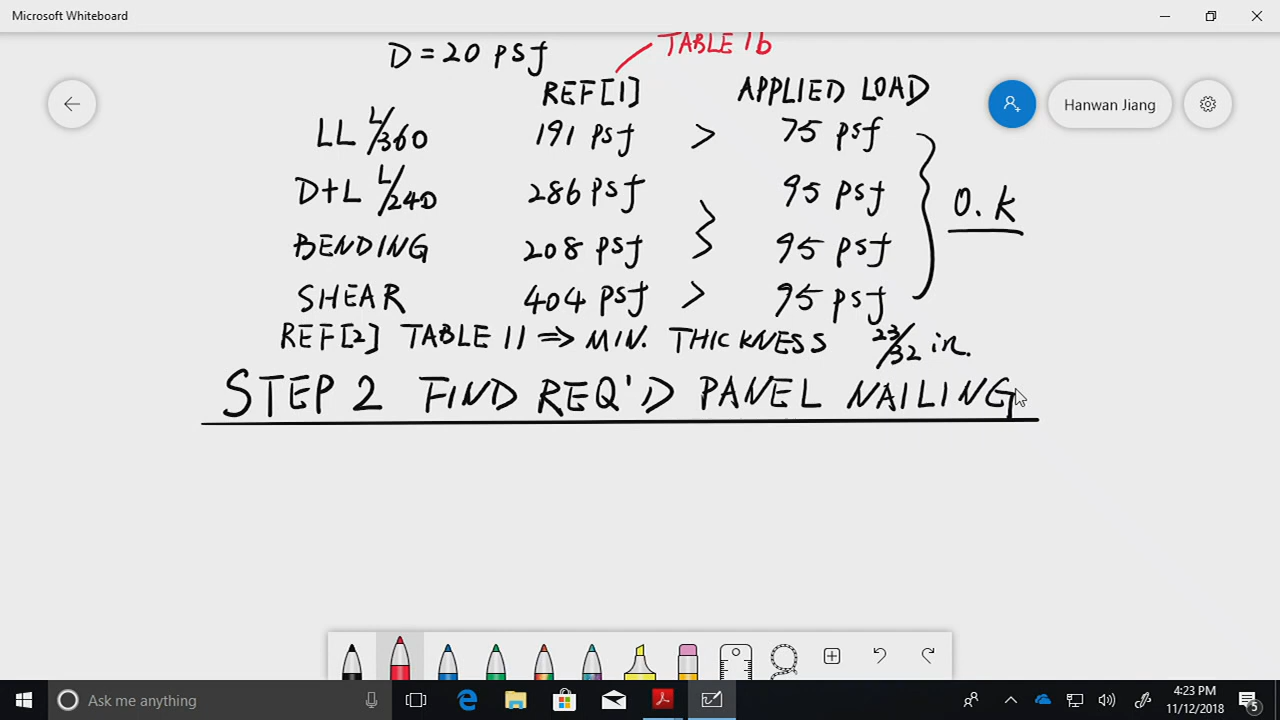 Microsoft Whiteboard
TABLE 1b
D = 20 psf
REF[1] APPLIED LOAD
Hanwan Jiang
LL L/360 191 psf > 75 psf
D+L L/240 286 psf 95 psf
O.K
BENDING 208 psf > 95 psf
SHEAR 404 psf > 95 psf
REF[2] TABLE 11 => MIN. THICKNESS 23/32 in.
STEP 2 FIND REQ'D PANEL NAILING
Ask me anything
4:23 PM
11/12/2018
5